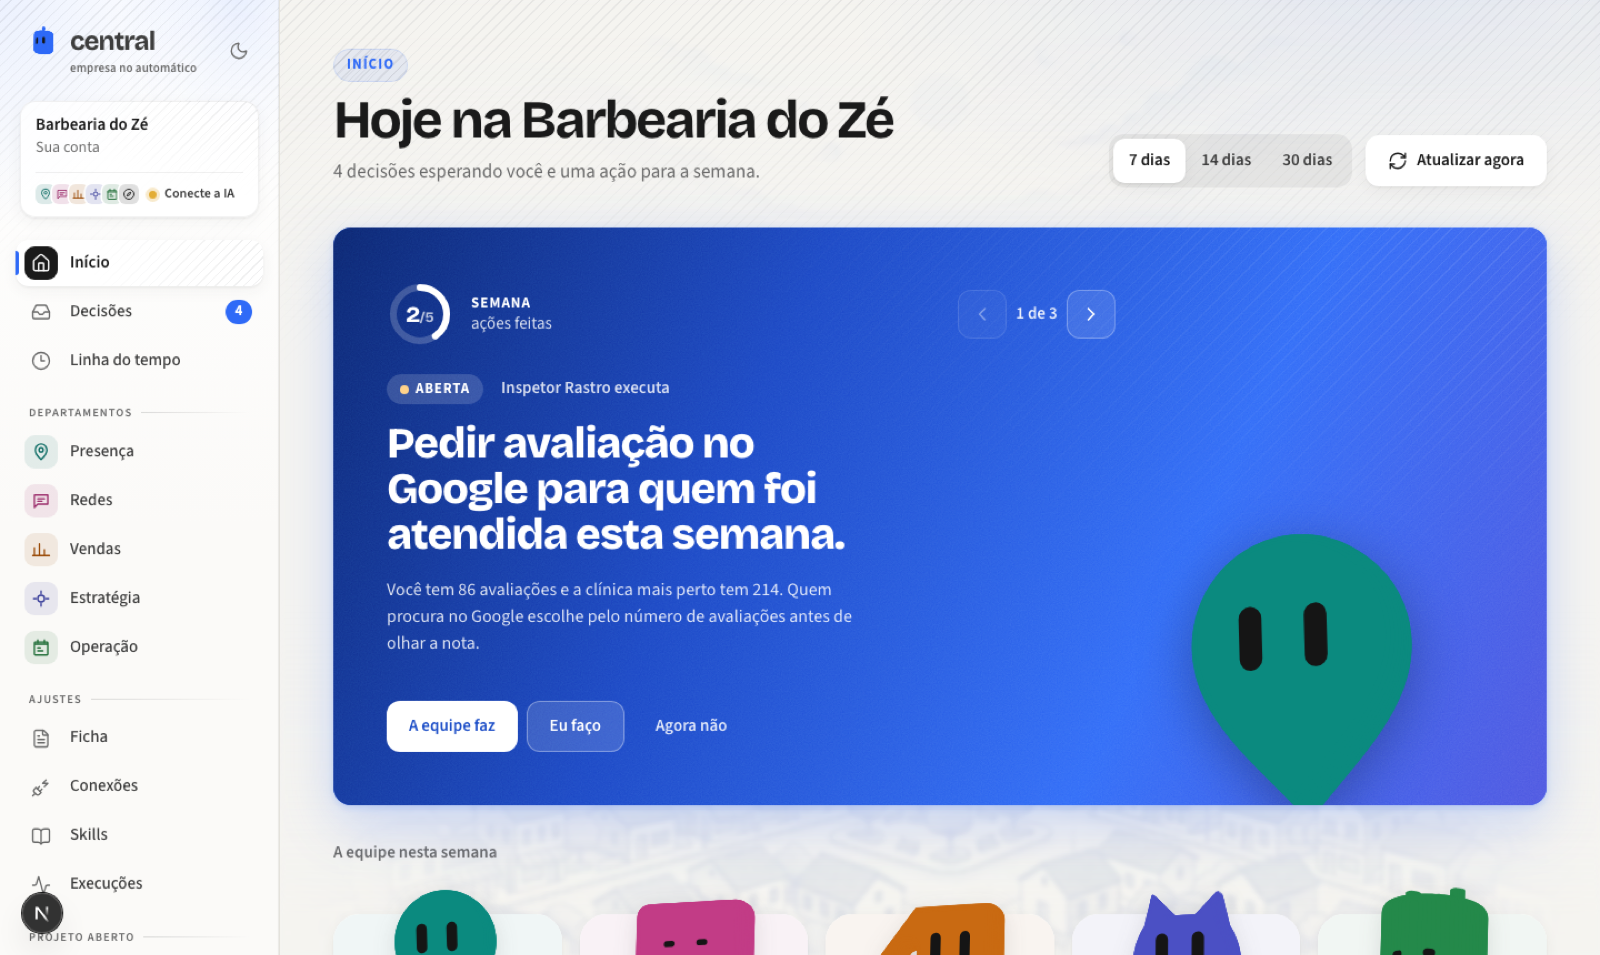 central
empresa no automático
Barbearia do Zé
Sua conta
Conecte a IA
Início
Decisões
4
Linha do tempo
DEPARTAMENTOS
Presença
Redes
Vendas
Estratégia
Operação
AJUSTES
Ficha
Conexões
Skills
Execuções
N
PROJETO ABERTO
INÍCIO
Hoje na Barbearia do Zé
4 decisões esperando você e uma ação para a semana.
7 dias
14 dias
30 dias
Atualizar agora
2/5
SEMANA
ações feitas
1 de 3
ABERTA
Inspetor Rastro executa
Pedir avaliação no
Google para quem foi
atendida esta semana.
Você tem 86 avaliações e a clínica mais perto tem 214. Quem
procura no Google escolhe pelo número de avaliações antes de
olhar a nota.
A equipe faz
Eu faço
Agora não
A equipe nesta semana